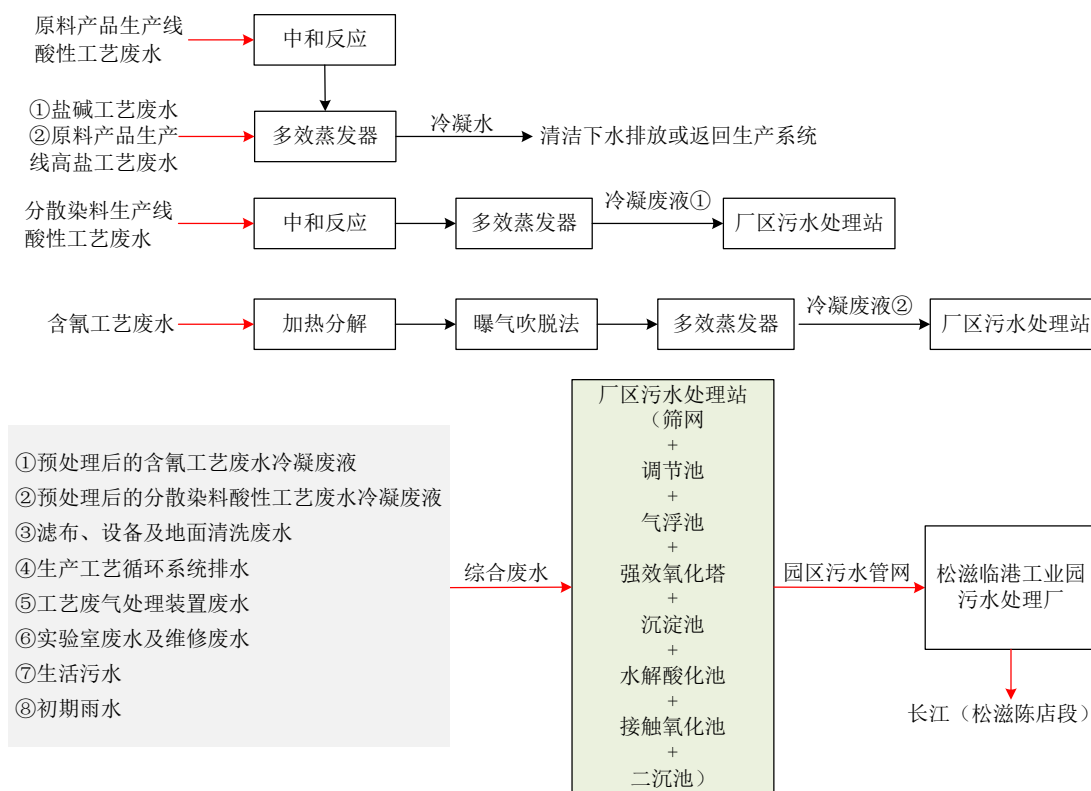 原料产品生产线
酸性工艺废水
中和反应
①盐碱工艺废水
②原料产品生产
线高盐工艺废水
多效蒸发器
冷凝水
清洁下水排放或返回生产系统
分散染料生产线
酸性工艺废水
中和反应
多效蒸发器
冷凝废液①
厂区污水处理站
含氰工艺废水
加热分解
曝气吹脱法
多效蒸发器
冷凝废液②
厂区污水处理站
①预处理后的含氰工艺废水冷凝废液
②预处理后的分散染料酸性工艺废水冷凝废液
③滤布、设备及地面清洗废水
④生产工艺循环系统排水
⑤工艺废气处理装置废水
⑥实验室废水及维修废水
⑦生活污水
⑧初期雨水
综合废水
厂区污水处理站
（筛网
+
调节池
+
气浮池
+
强效氧化塔
+
沉淀池
+
水解酸化池
+
接触氧化池
+
二沉池）
园区污水管网
松滋临港工业园
污水处理厂
长江（松滋陈店段）